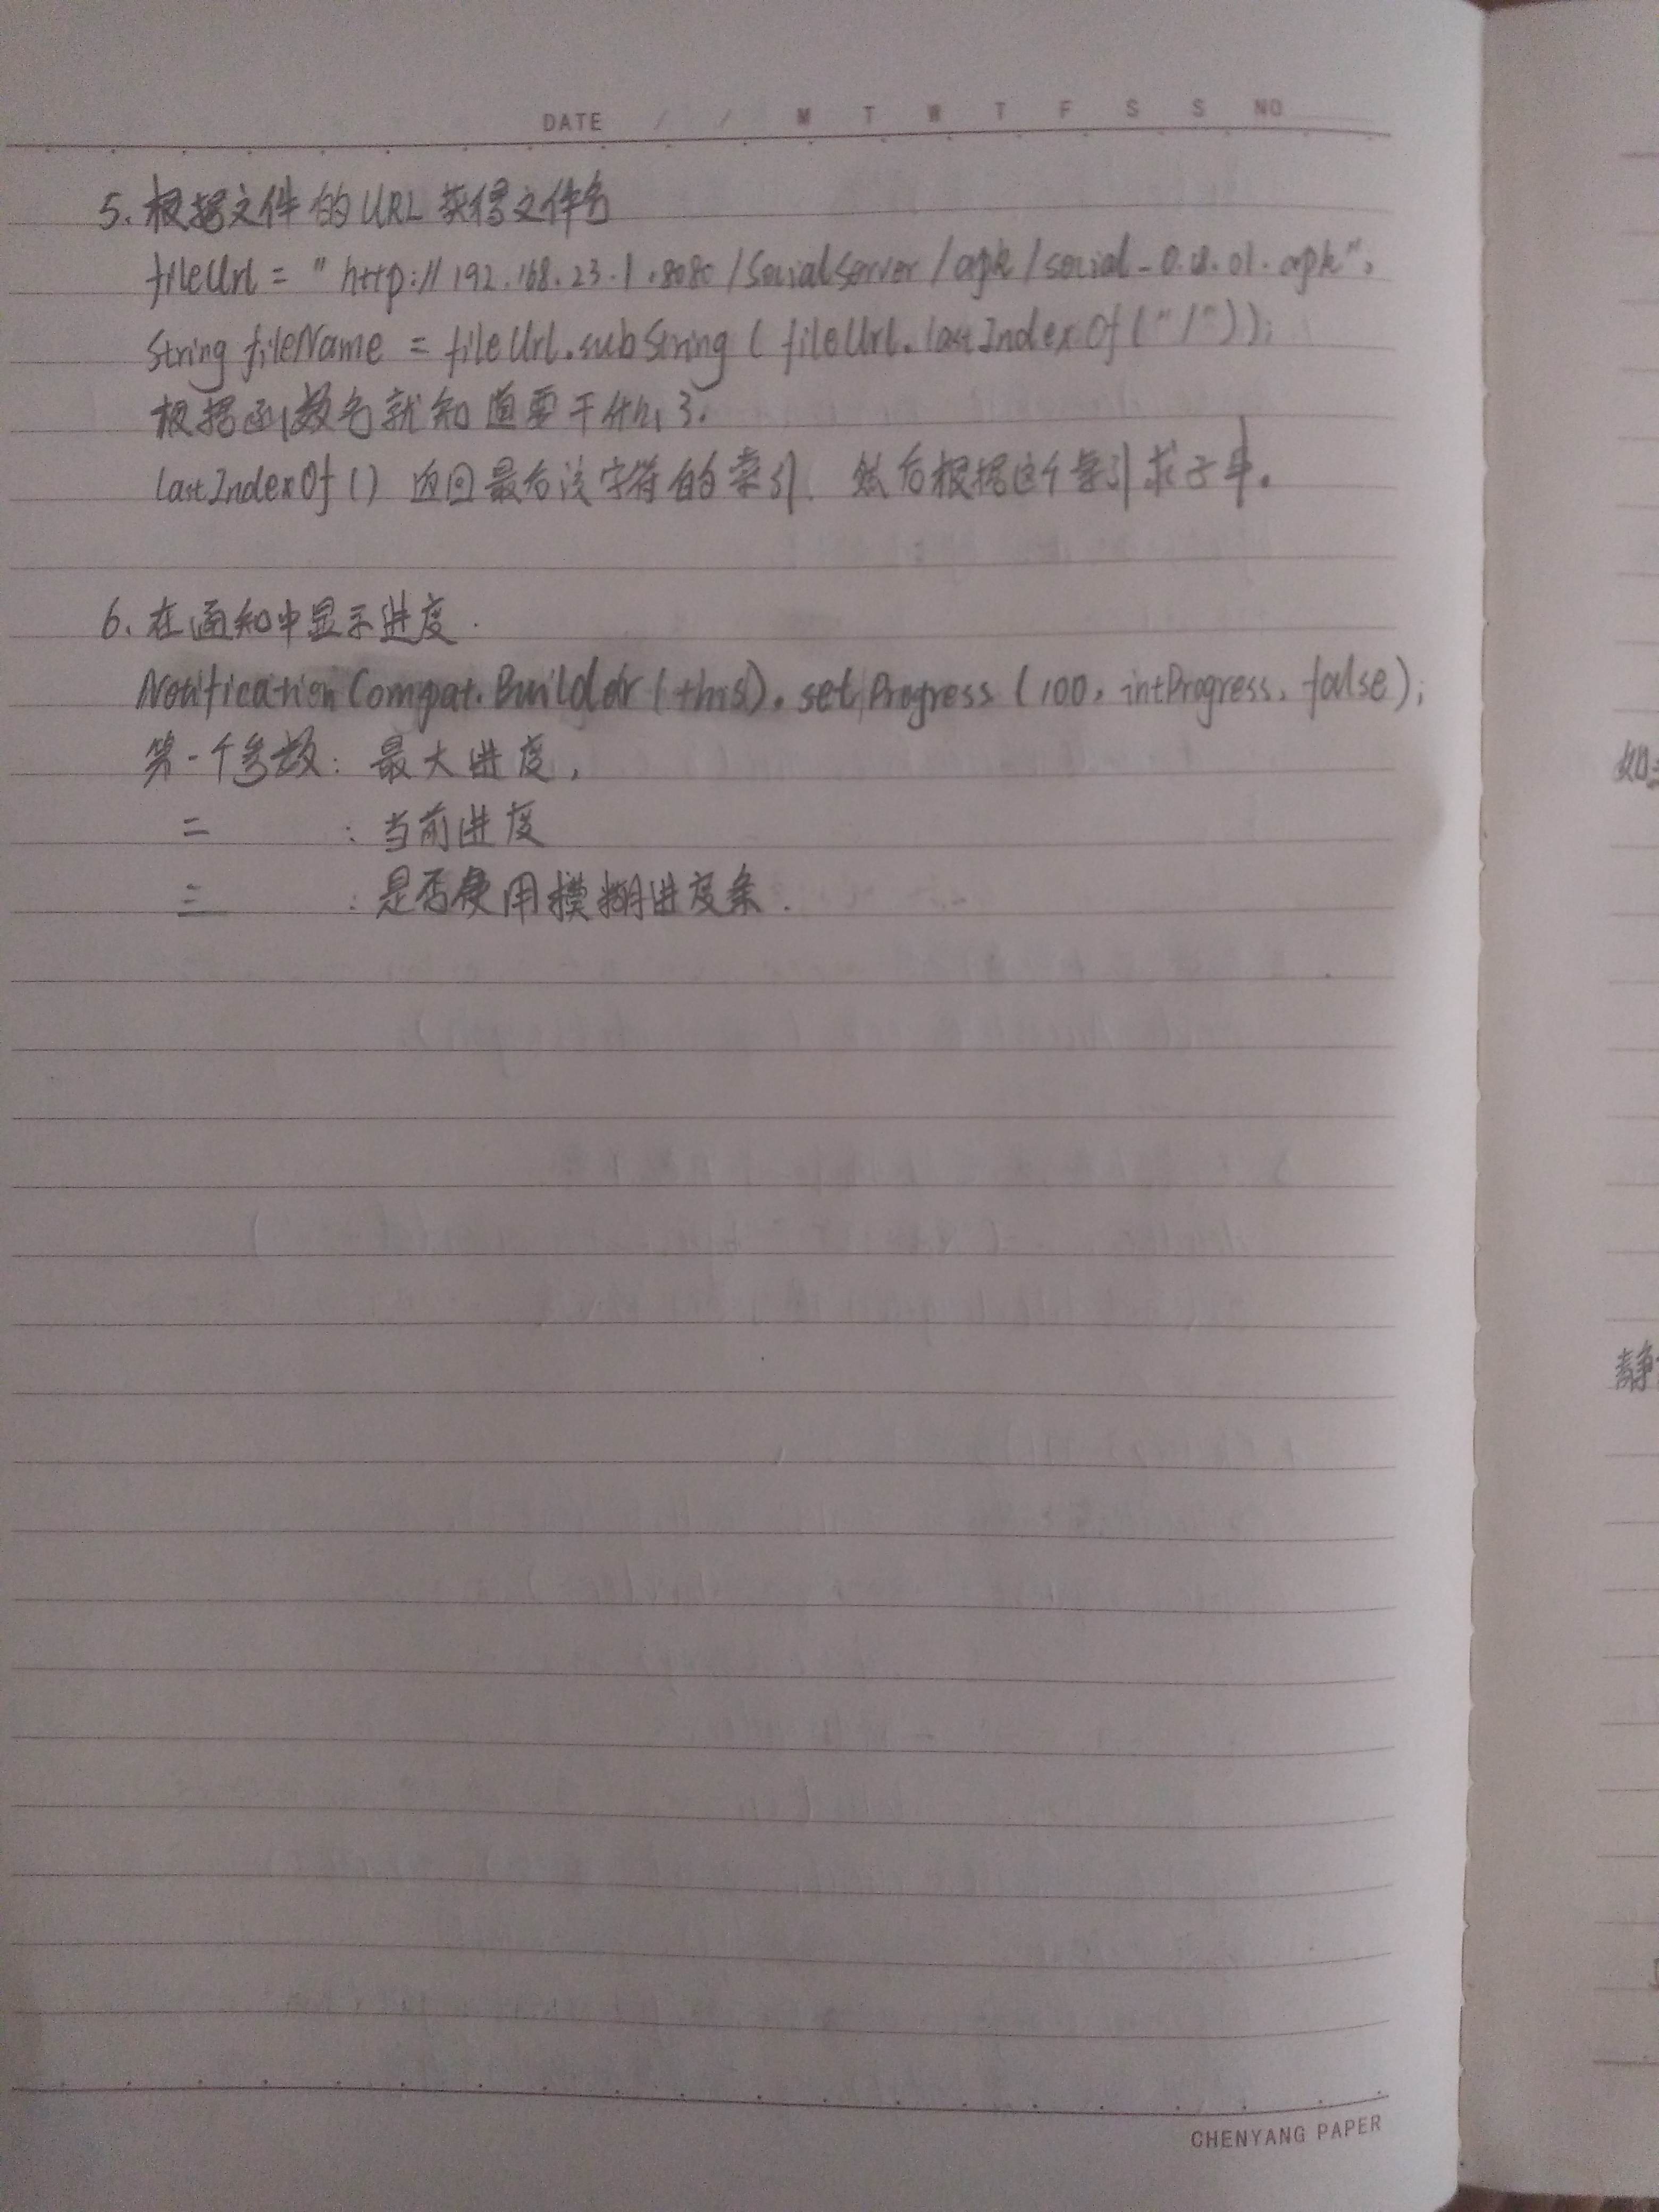 DATE / / M T W T F S S NO
5. 根据文件的URL获得文件名
fileUrl = "http://192.168.23.1:8080/SocialServer/apk/social-0.0.01.apk";
String fileName = fileUrl.subString(fileUrl.lastIndexOf("/"));
根据函数名就知道要干什么了.
lastIndexOf() 返回最后该字符的索引. 然后根据这个索引求子串.
6. 在通知中显示进度.
NotificationCompat.Builder(this).setProgress(100, intProgress, false);
第一个参数: 最大进度,
二 : 当前进度
三 : 是否使用模糊进度条.
如
静
CHENYANG PAPER